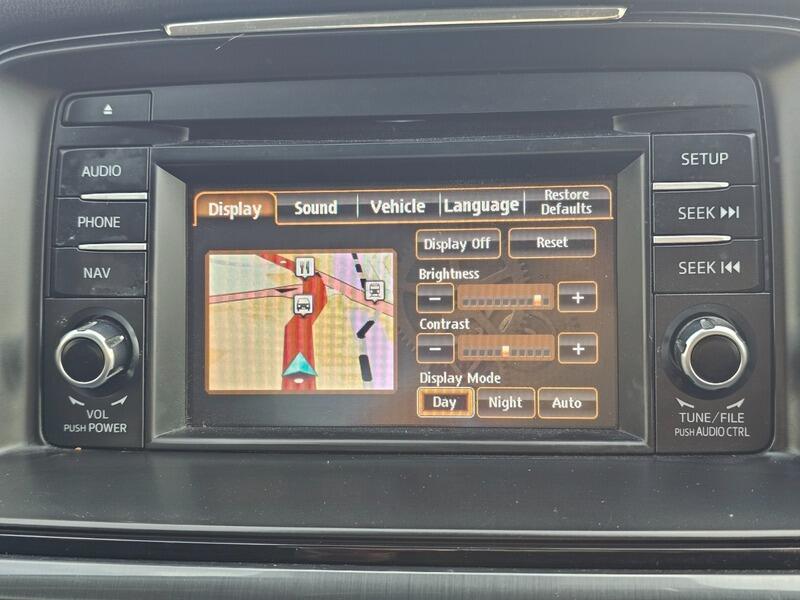 AUDIO
PHONE
NAV
VOL
PUSH POWER
Display
Sound
Vehicle
Language
Restore
Defaults
Display Off
Reset
Brightness
− +
Contrast
− +
Display Mode
Day
Night
Auto
SETUP
SEEK
SEEK
TUNE/FILE
PUSH AUDIO CTRL